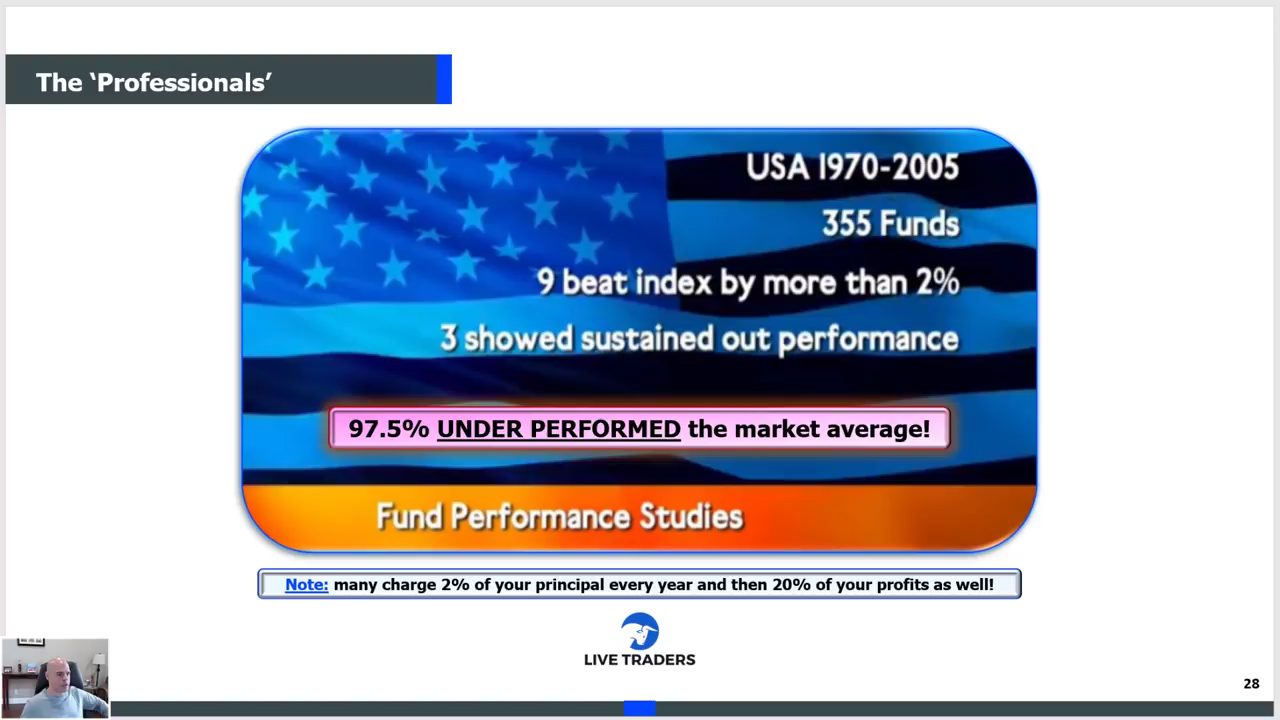 The ‘Professionals’
USA 1970-2005
355 Funds
9 beat index by more than 2%
3 showed sustained out performance
97.5% UNDER PERFORMED the market average!
Fund Performance Studies
Note: many charge 2% of your principal every year and then 20% of your profits as well!
LIVE TRADERS
28